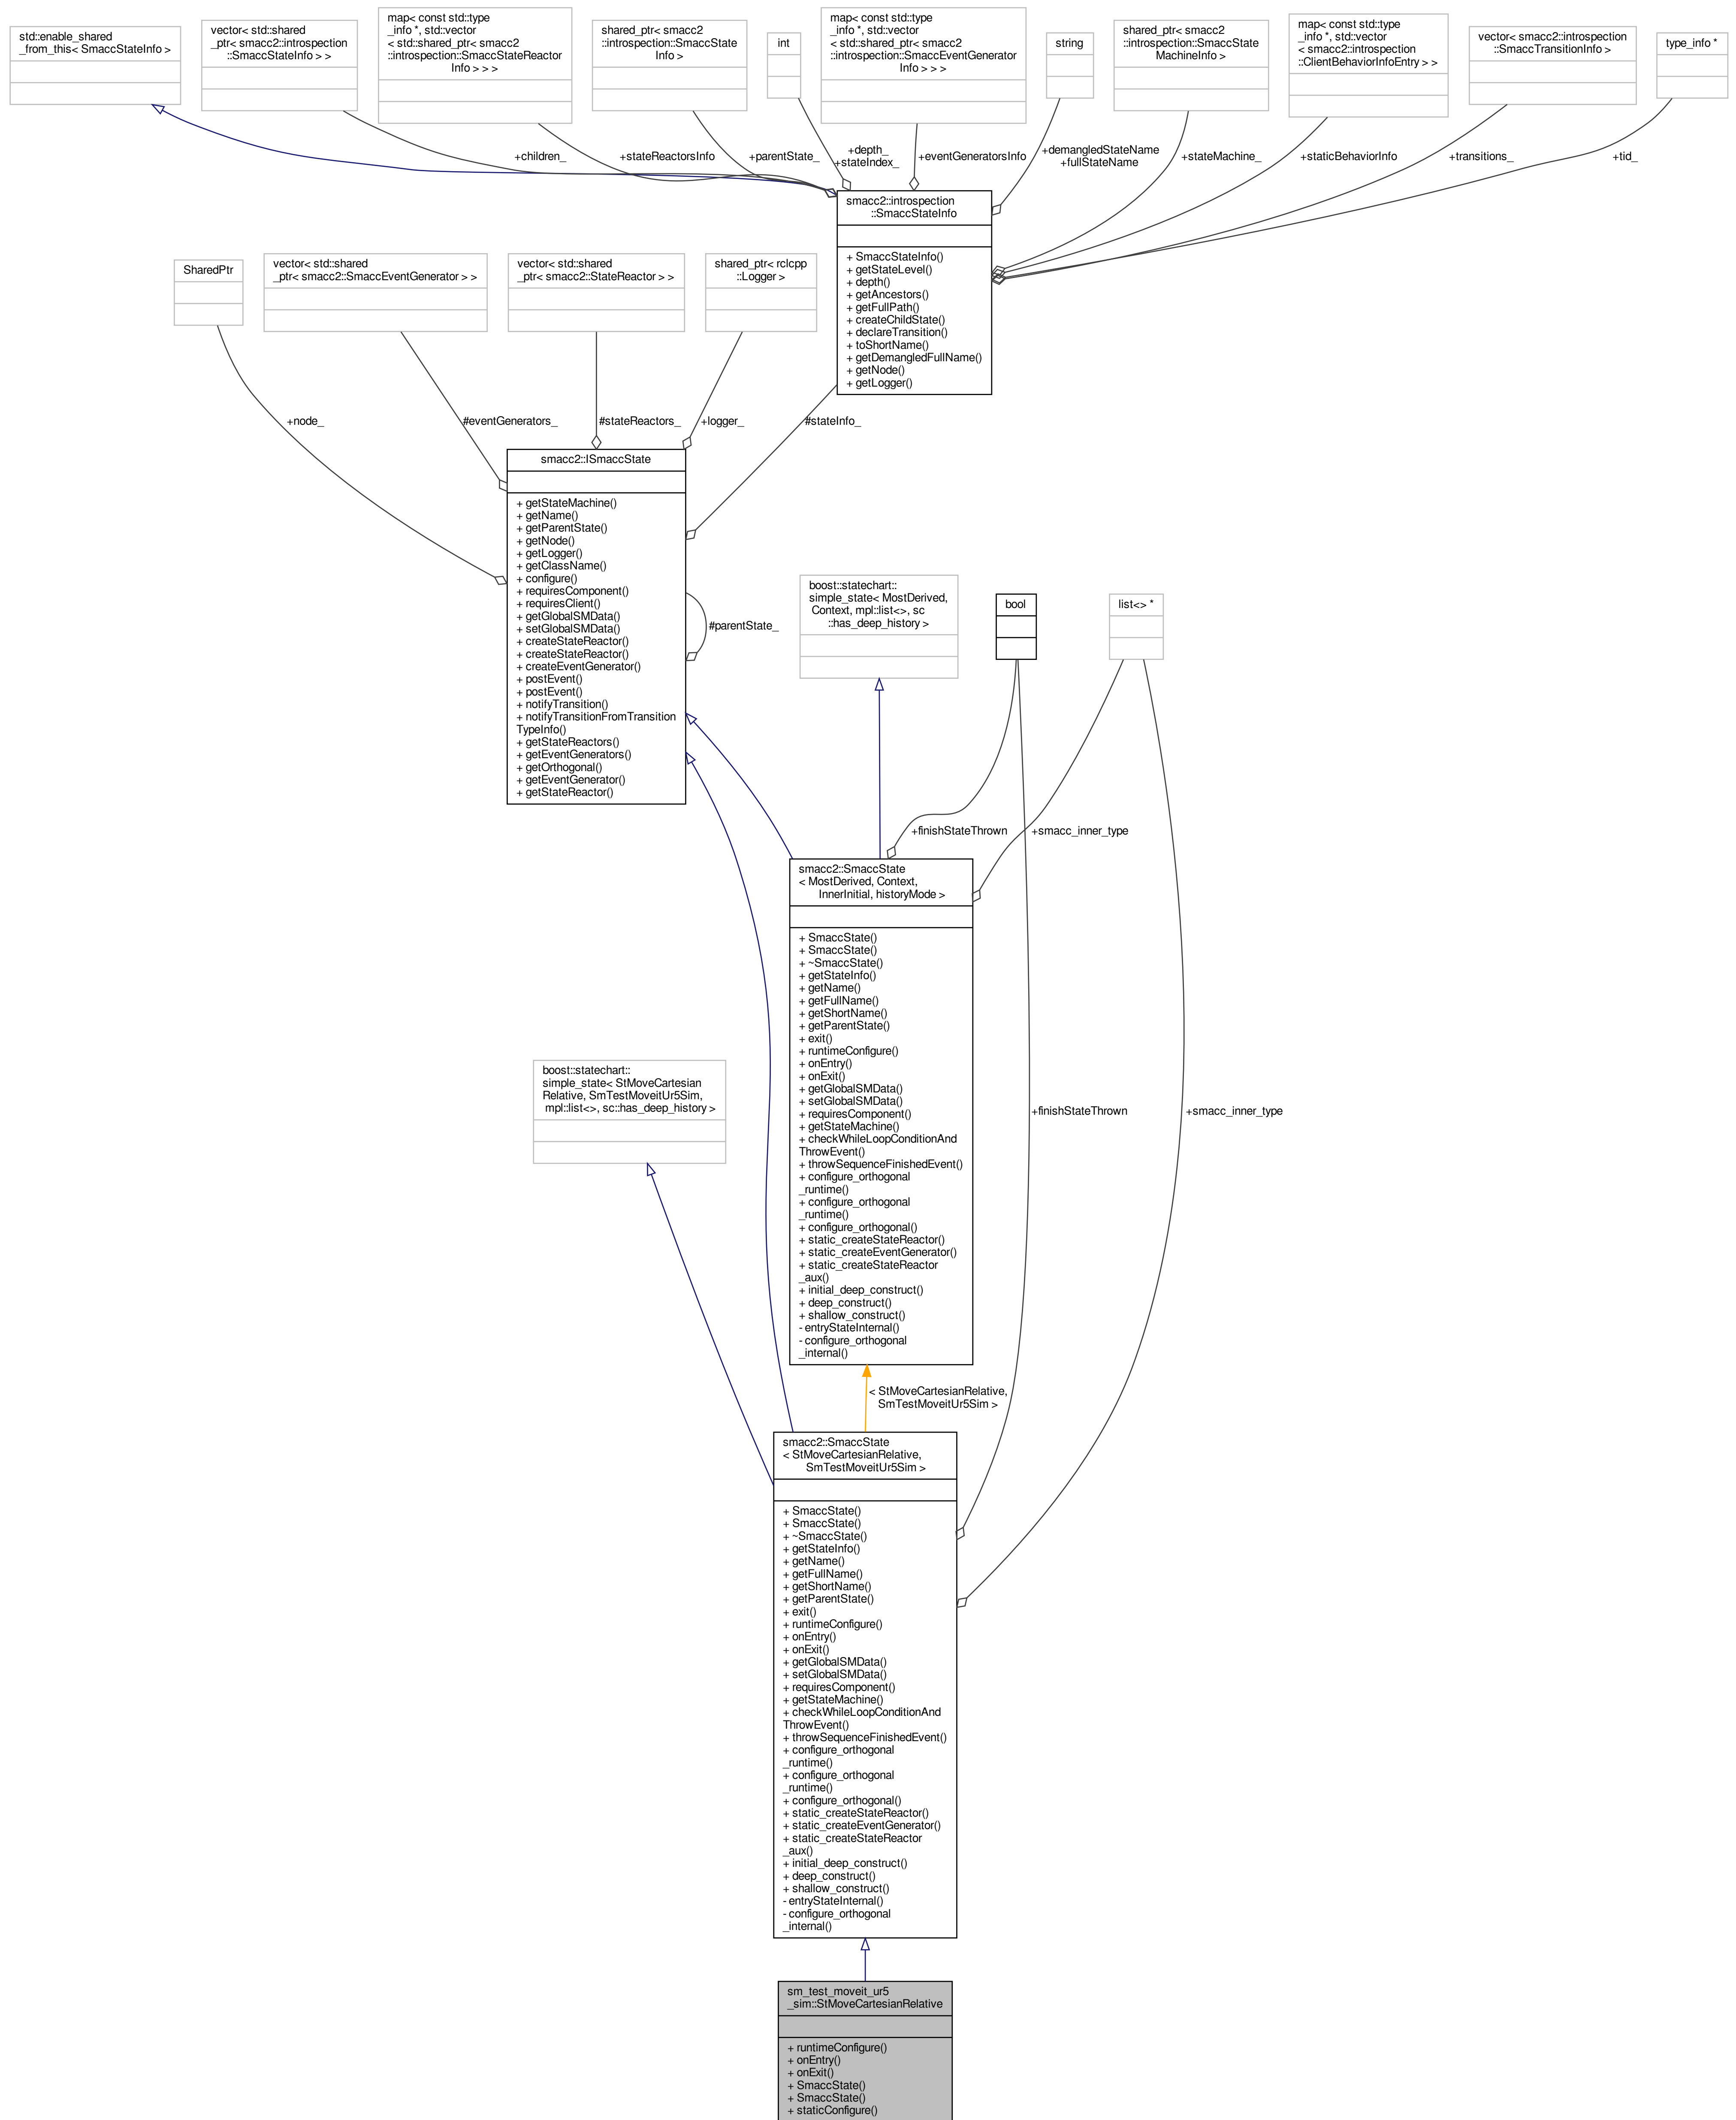 std::enable_shared
_from_this< SmaccStateInfo >
vector< std::shared
_ptr< smacc2::introspection
::SmaccStateInfo > >
map< const std::type
_info *, std::vector
< std::shared_ptr< smacc2
::introspection::SmaccStateReactor
Info > > >
shared_ptr< smacc2
::introspection::SmaccState
Info >
int
map< const std::type
_info *, std::vector
< std::shared_ptr< smacc2
::introspection::SmaccEventGenerator
Info > > >
string
shared_ptr< smacc2
::introspection::SmaccState
MachineInfo >
map< const std::type
_info *, std::vector
< smacc2::introspection
::ClientBehaviorInfoEntry > >
vector< smacc2::introspection
::SmaccTransitionInfo >
type_info *
+children_
+stateReactorsInfo
+parentState_
+depth_
+stateIndex_
+eventGeneratorsInfo
+demangledStateName
+fullStateName
+stateMachine_
+staticBehaviorInfo
+transitions_
+tid_
smacc2::introspection
::SmaccStateInfo
+ SmaccStateInfo()
+ getStateLevel()
+ depth()
+ getAncestors()
+ getFullPath()
+ createChildState()
+ declareTransition()
+ toShortName()
+ getDemangledFullName()
+ getNode()
+ getLogger()
SharedPtr
vector< std::shared
_ptr< smacc2::SmaccEventGenerator > >
vector< std::shared
_ptr< smacc2::StateReactor > >
shared_ptr< rclcpp
::Logger >
+node_
#eventGenerators_
#stateReactors_
+logger_
#stateInfo_
smacc2::ISmaccState
+ getStateMachine()
+ getName()
+ getParentState()
+ getNode()
+ getLogger()
+ getClassName()
+ configure()
+ requiresComponent()
+ requiresClient()
+ getGlobalSMData()
+ setGlobalSMData()
+ createStateReactor()
+ createStateReactor()
+ createEventGenerator()
+ postEvent()
+ postEvent()
+ notifyTransition()
+ notifyTransitionFromTransition
TypeInfo()
+ getStateReactors()
+ getEventGenerators()
+ getOrthogonal()
+ getEventGenerator()
+ getStateReactor()
#parentState_
boost::statechart::
simple_state< MostDerived,
Context, mpl::list<>, sc
::has_deep_history >
bool
list<> *
+finishStateThrown
+smacc_inner_type
smacc2::SmaccState
< MostDerived, Context,
InnerInitial, historyMode >
+ SmaccState()
+ SmaccState()
+ ~SmaccState()
+ getStateInfo()
+ getName()
+ getFullName()
+ getShortName()
+ getParentState()
+ exit()
+ runtimeConfigure()
+ onEntry()
+ onExit()
+ getGlobalSMData()
+ setGlobalSMData()
+ requiresComponent()
+ getStateMachine()
+ checkWhileLoopConditionAnd
ThrowEvent()
+ throwSequenceFinishedEvent()
+ configure_orthogonal
_runtime()
+ configure_orthogonal
_runtime()
+ configure_orthogonal()
+ static_createStateReactor()
+ static_createEventGenerator()
+ static_createStateReactor
_aux()
+ initial_deep_construct()
+ deep_construct()
+ shallow_construct()
- entryStateInternal()
- configure_orthogonal
_internal()
boost::statechart::
simple_state< StMoveCartesian
Relative, SmTestMoveitUr5Sim,
mpl::list<>, sc::has_deep_history >
+finishStateThrown
+smacc_inner_type
< StMoveCartesianRelative,
SmTestMoveitUr5Sim >
smacc2::SmaccState
< StMoveCartesianRelative,
SmTestMoveitUr5Sim >
+ SmaccState()
+ SmaccState()
+ ~SmaccState()
+ getStateInfo()
+ getName()
+ getFullName()
+ getShortName()
+ getParentState()
+ exit()
+ runtimeConfigure()
+ onEntry()
+ onExit()
+ getGlobalSMData()
+ setGlobalSMData()
+ requiresComponent()
+ getStateMachine()
+ checkWhileLoopConditionAnd
ThrowEvent()
+ throwSequenceFinishedEvent()
+ configure_orthogonal
_runtime()
+ configure_orthogonal
_runtime()
+ configure_orthogonal()
+ static_createStateReactor()
+ static_createEventGenerator()
+ static_createStateReactor
_aux()
+ initial_deep_construct()
+ deep_construct()
+ shallow_construct()
- entryStateInternal()
- configure_orthogonal
_internal()
sm_test_moveit_ur5
_sim::StMoveCartesianRelative
+ runtimeConfigure()
+ onEntry()
+ onExit()
+ SmaccState()
+ SmaccState()
+ staticConfigure()